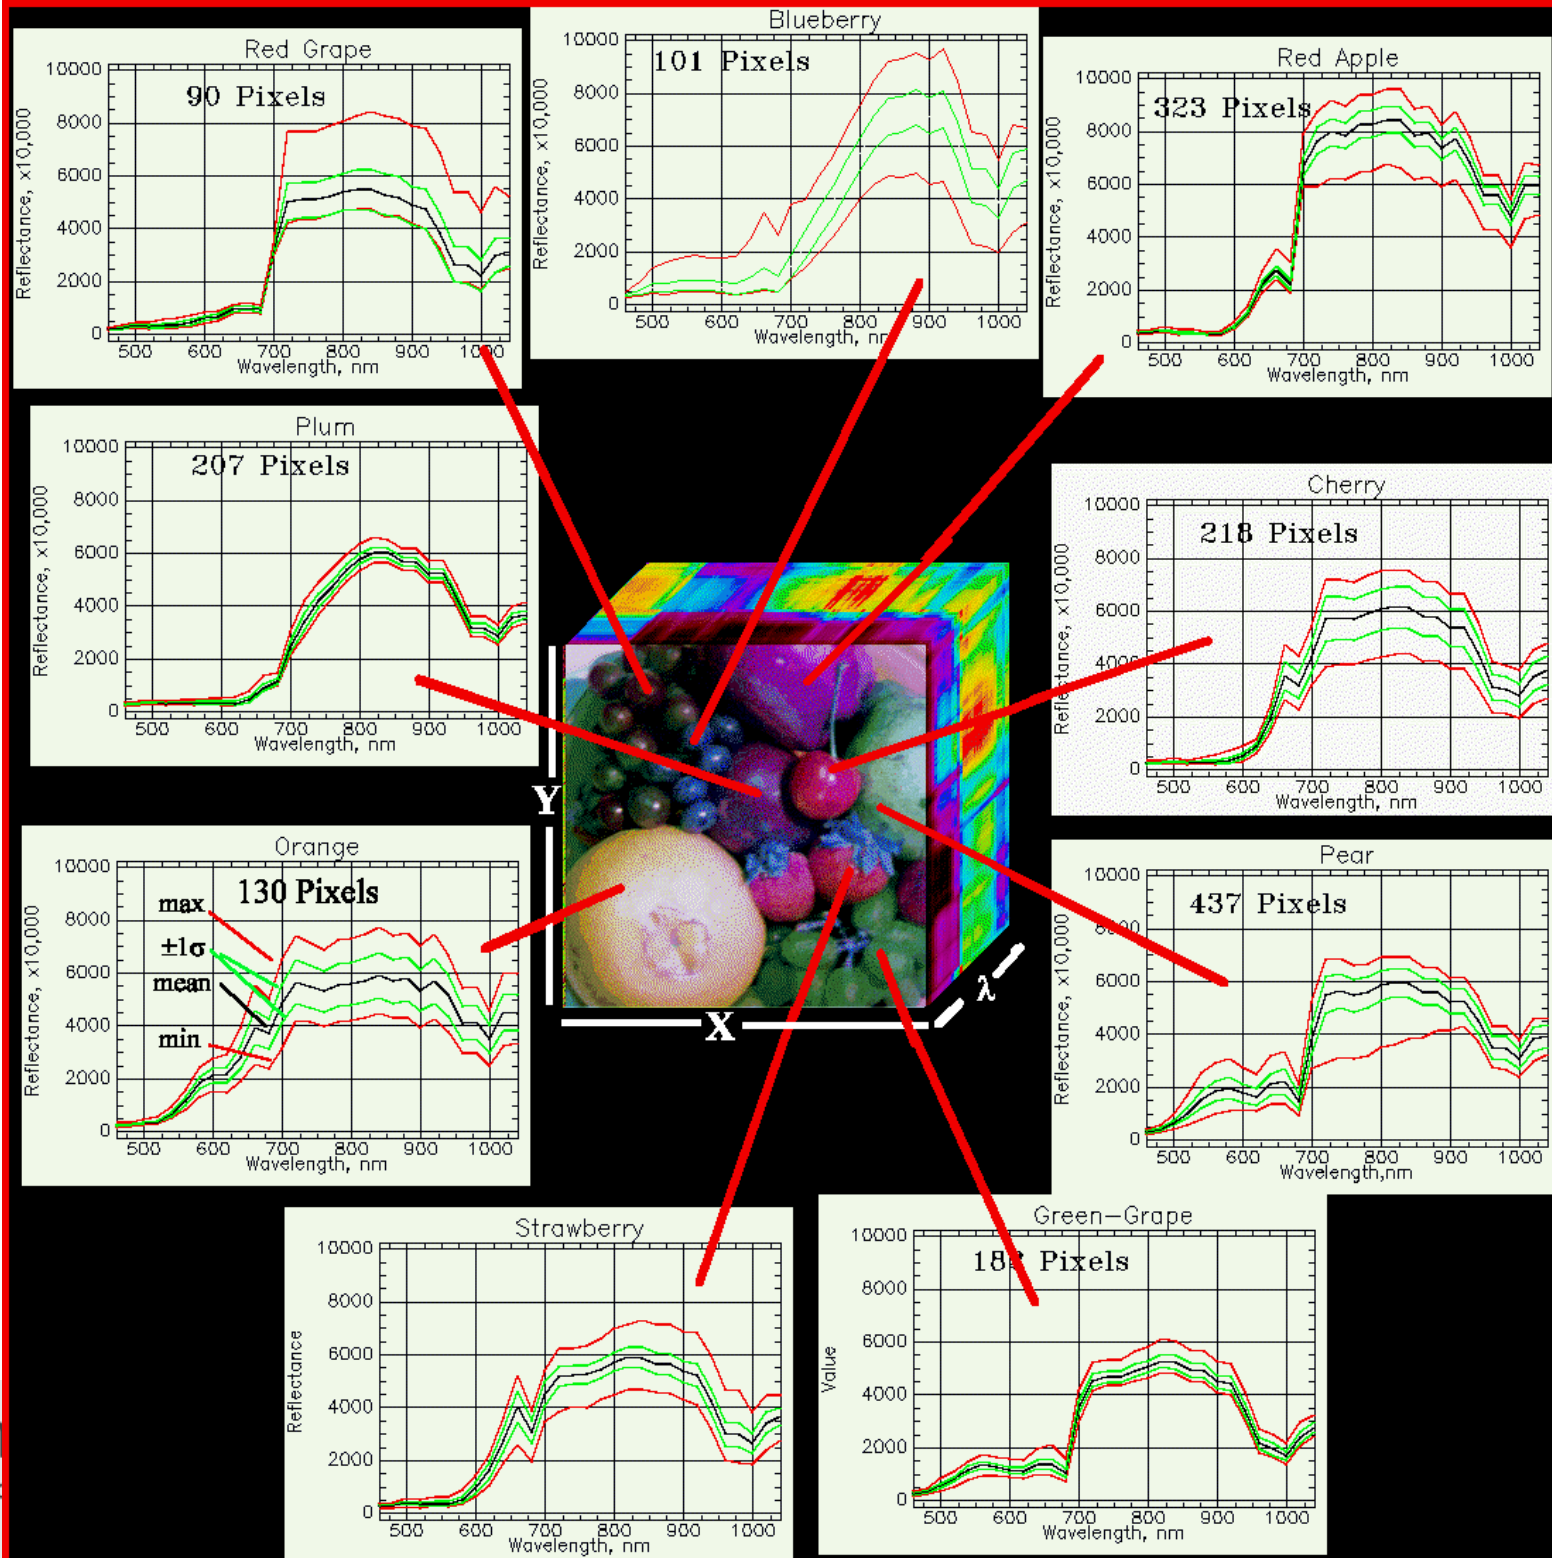 Red Grape
90 Pixels
Reflectance, x10,000
10000
8000
6000
4000
2000
0
500 600 700 800 900 1000
Wavelength, nm
Blueberry
101 Pixels
Reflectance, x10,000
10000
8000
6000
4000
2000
0
500 600 700 800 900 1000
Wavelength, nm
Red Apple
323 Pixels
Reflectance, x10,000
10000
8000
6000
4000
2000
0
500 600 700 800 900 1000
Wavelength, nm
Plum
207 Pixels
Reflectance, x10,000
10000
8000
6000
4000
2000
0
500 600 700 800 900 1000
Wavelength, nm
Cherry
218 Pixels
Reflectance, x10,000
10000
8000
6000
4000
2000
0
500 600 700 800 900 1000
Wavelength, nm
Y
X
λ
Orange
130 Pixels
max
±1σ
mean
min
Reflectance, x10,000
10000
8000
6000
4000
2000
0
500 600 700 800 900 1000
Wavelength, nm
Pear
437 Pixels
Reflectance, x10,000
10000
8000
6000
4000
2000
0
500 600 700 800 900 1000
Wavelength,nm
Strawberry
Reflectance
10000
8000
6000
4000
2000
0
500 600 700 800 900 1000
Wavelength, nm
Green-Grape
Pixels
Value
10000
8000
6000
4000
2000
0
500 600 700 800 900 1000
Wavelength, nm